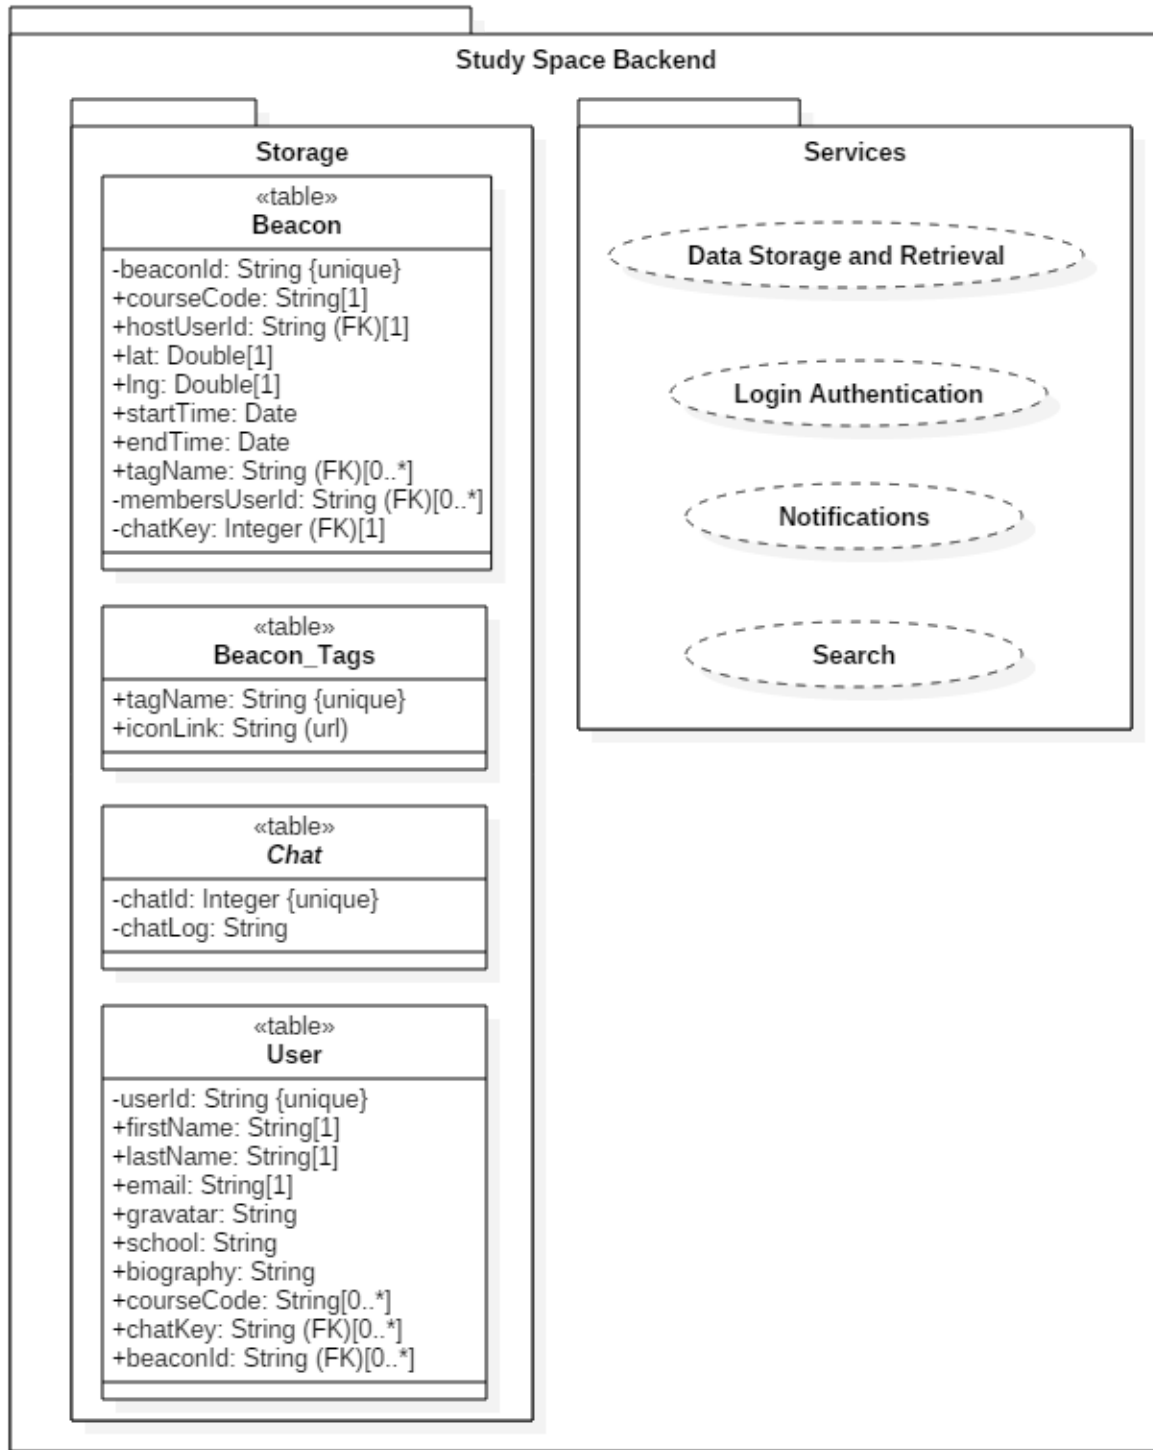 Study Space Backend
Storage
«table»
Beacon
-beaconId: String {unique}
+courseCode: String[1]
+hostUserId: String (FK)[1]
+lat: Double[1]
+lng: Double[1]
+startTime: Date
+endTime: Date
+tagName: String (FK)[0..*]
-membersUserId: String (FK)[0..*]
-chatKey: Integer (FK)[1]
«table»
Beacon_Tags
+tagName: String {unique}
+iconLink: String (url)
«table»
Chat
-chatId: Integer {unique}
-chatLog: String
«table»
User
-userId: String {unique}
+firstName: String[1]
+lastName: String[1]
+email: String[1]
+gravatar: String
+school: String
+biography: String
+courseCode: String[0..*]
+chatKey: String (FK)[0..*]
+beaconId: String (FK)[0..*]
Services
Data Storage and Retrieval
Login Authentication
Notifications
Search